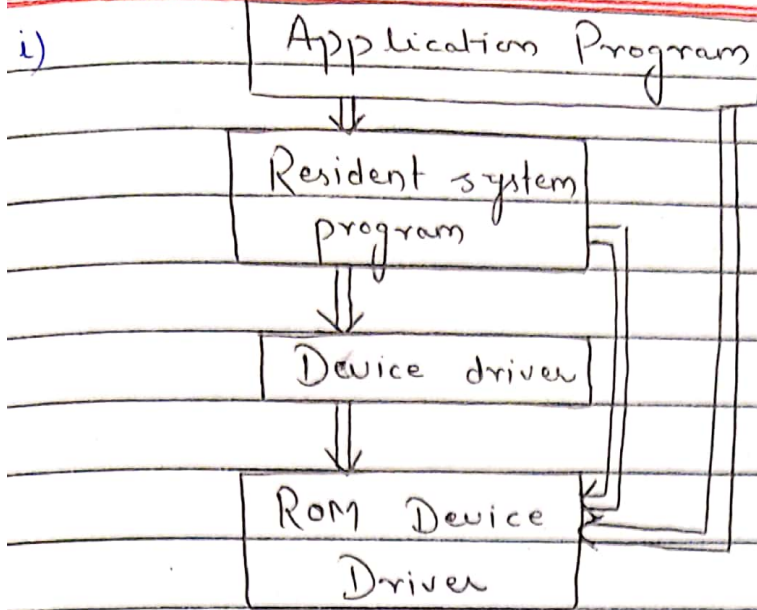 i)
Application Program
Resident system
program
Device driver
ROM Device
Driver